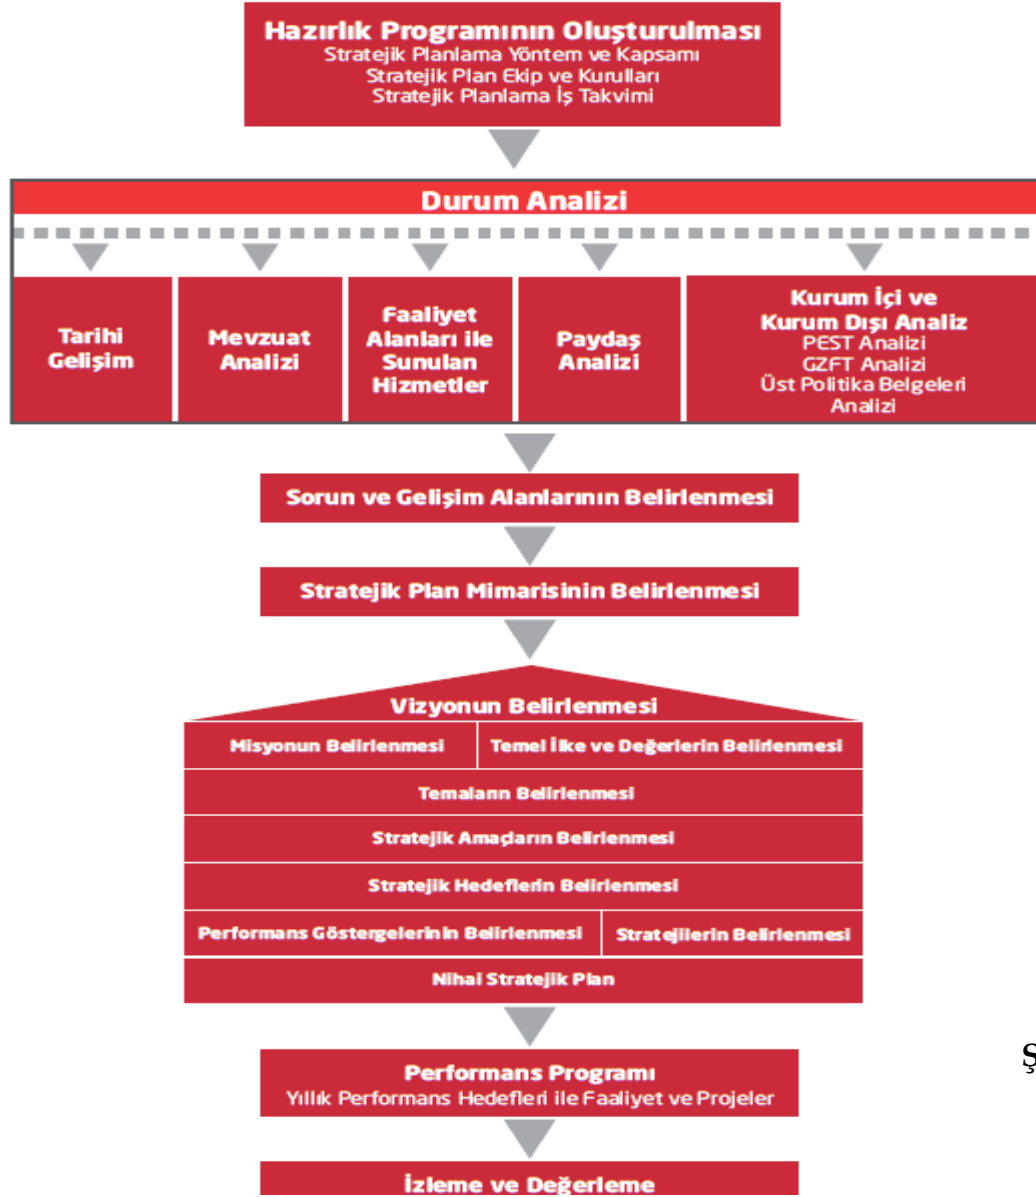 Hazırlık Programının Oluşturulması
Stratejik Planlama Yöntem ve Kapsamı
Stratejik Plan Ekip ve Kurulları
Stratejik Planlama İş Takvimi
Durum Analizi
Tarihi
Gelişim
Mevzuat
Analizi
Faaliyet
Alanları ile
Sunulan
Hizmetler
Paydaş
Analizi
Kurum İçi ve
Kurum Dışı Analiz
PEST Analizi
GZFT Analizi
Üst Politika Belgeleri
Analizi
Sorun ve Gelişim Alanlarının Belirlenmesi
Stratejik Plan Mimarisinin Belirlenmesi
Vizyonun Belirlenmesi
Misyonun Belirlenmesi
Temel İlke ve Değerlerin Belirlenmesi
Temaların Belirlenmesi
Stratejik Amaçların Belirlenmesi
Stratejik Hedeflerin Belirlenmesi
Performans Göstergelerinin Belirlenmesi
Stratejilerin Belirlenmesi
Nihai Stratejik Plan
Ş
Performans Programı
Yıllık Performans Hedefleri ile Faaliyet ve Projeler
İzleme ve Değerleme